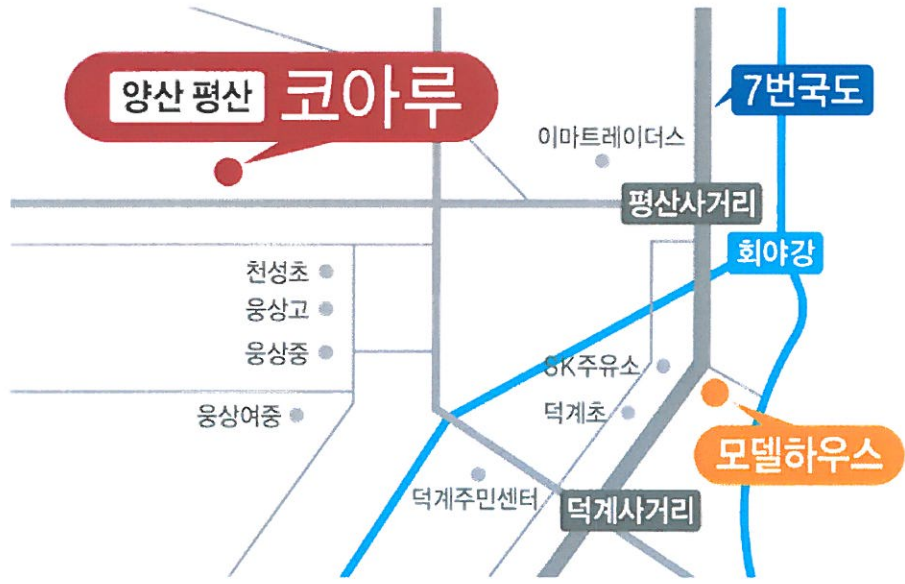 양산 평산 코아루
7번국도
이마트레이더스
평산사거리
회야강
천성초
웅상고
웅상중
SK주유소
웅상여중
덕계초
모델하우스
덕계주민센터
덕계사거리